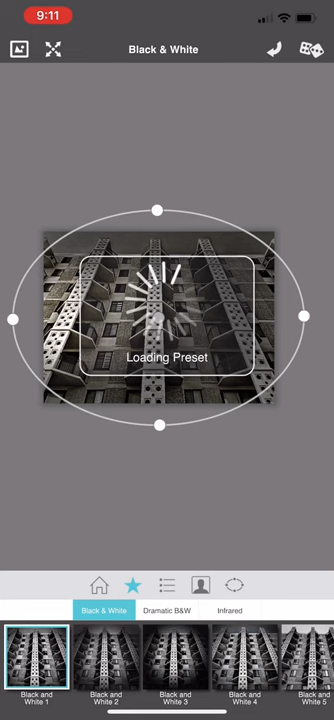 9:11
Black & White
Loading Preset
Black & White
Dramatic B&W
Infrared
Black and
White 1
Black and
White 2
Black and
White 3
Black and
White 4
Black and
White 5